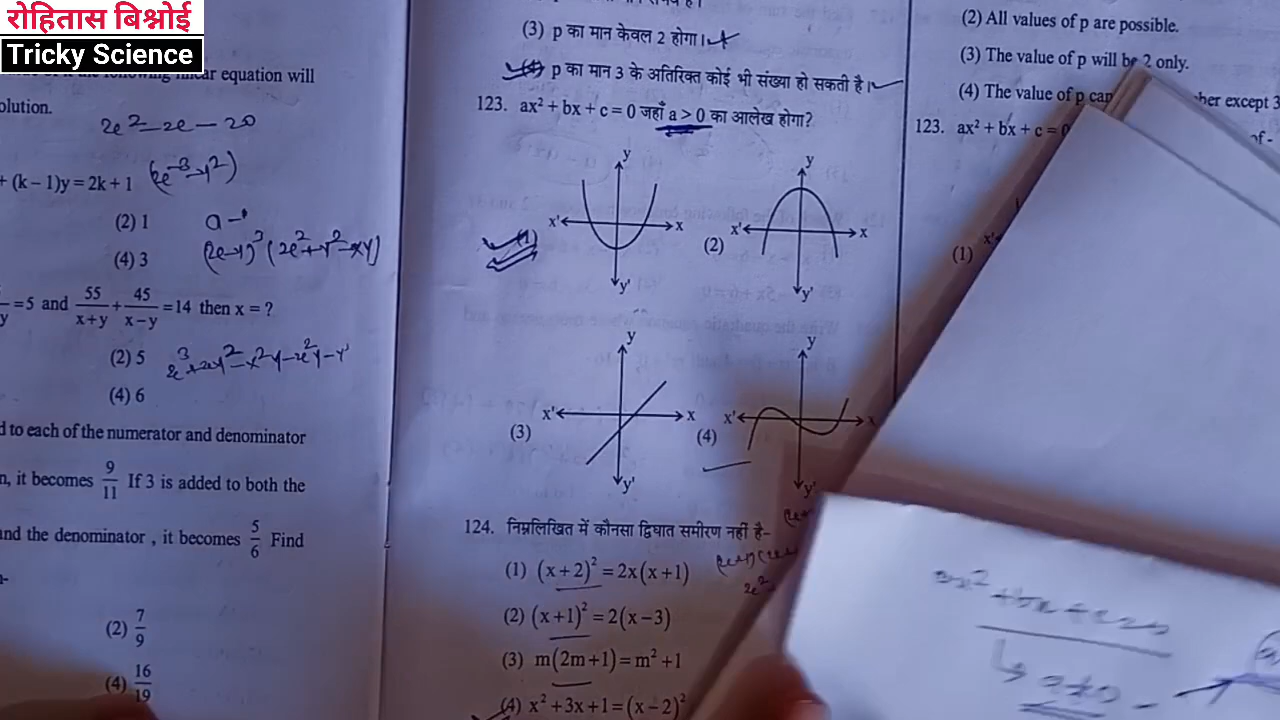 रोहितास बिश्नोई
Tricky Science
equation will
olution.
+ (k – 1)y = 2k + 1
(2) 1
(4) 3
=5 and 55/x+y + 45/x−y =14 then x = ?
(2) 5
(4) 6
d to each of the numerator and denominator
n, it becomes 9/11 If 3 is added to both the
and the denominator , it becomes 5/6 Find
(2) 7/9
(4) 16/19
(3) p का मान केवल 2 होगा।
(4) p का मान 3 के अतिरिक्त कोई भी संख्या हो सकती है।
123. ax² + bx + c = 0 जहाँ a > 0 का आलेख होगा?
y
x' x
(1)
y'
y
x' x
(2)
y'
y
x' x
(3)
y'
y
x' x
(4)
y'
124. निम्नलिखित में कौनसा द्विघात समीरण नहीं है-
(1) (x+2)² = 2x(x+1)
(2) (x+1)² = 2(x−3)
(3) m(2m+1) = m² +1
(4) x² +3x+1 = (x−2)²
(2) All values of p are possible.
(3) The value of p will be 2 only.
(4) The value of p can her except 3
123. ax² + bx + c = 0 of -
(1)
x'